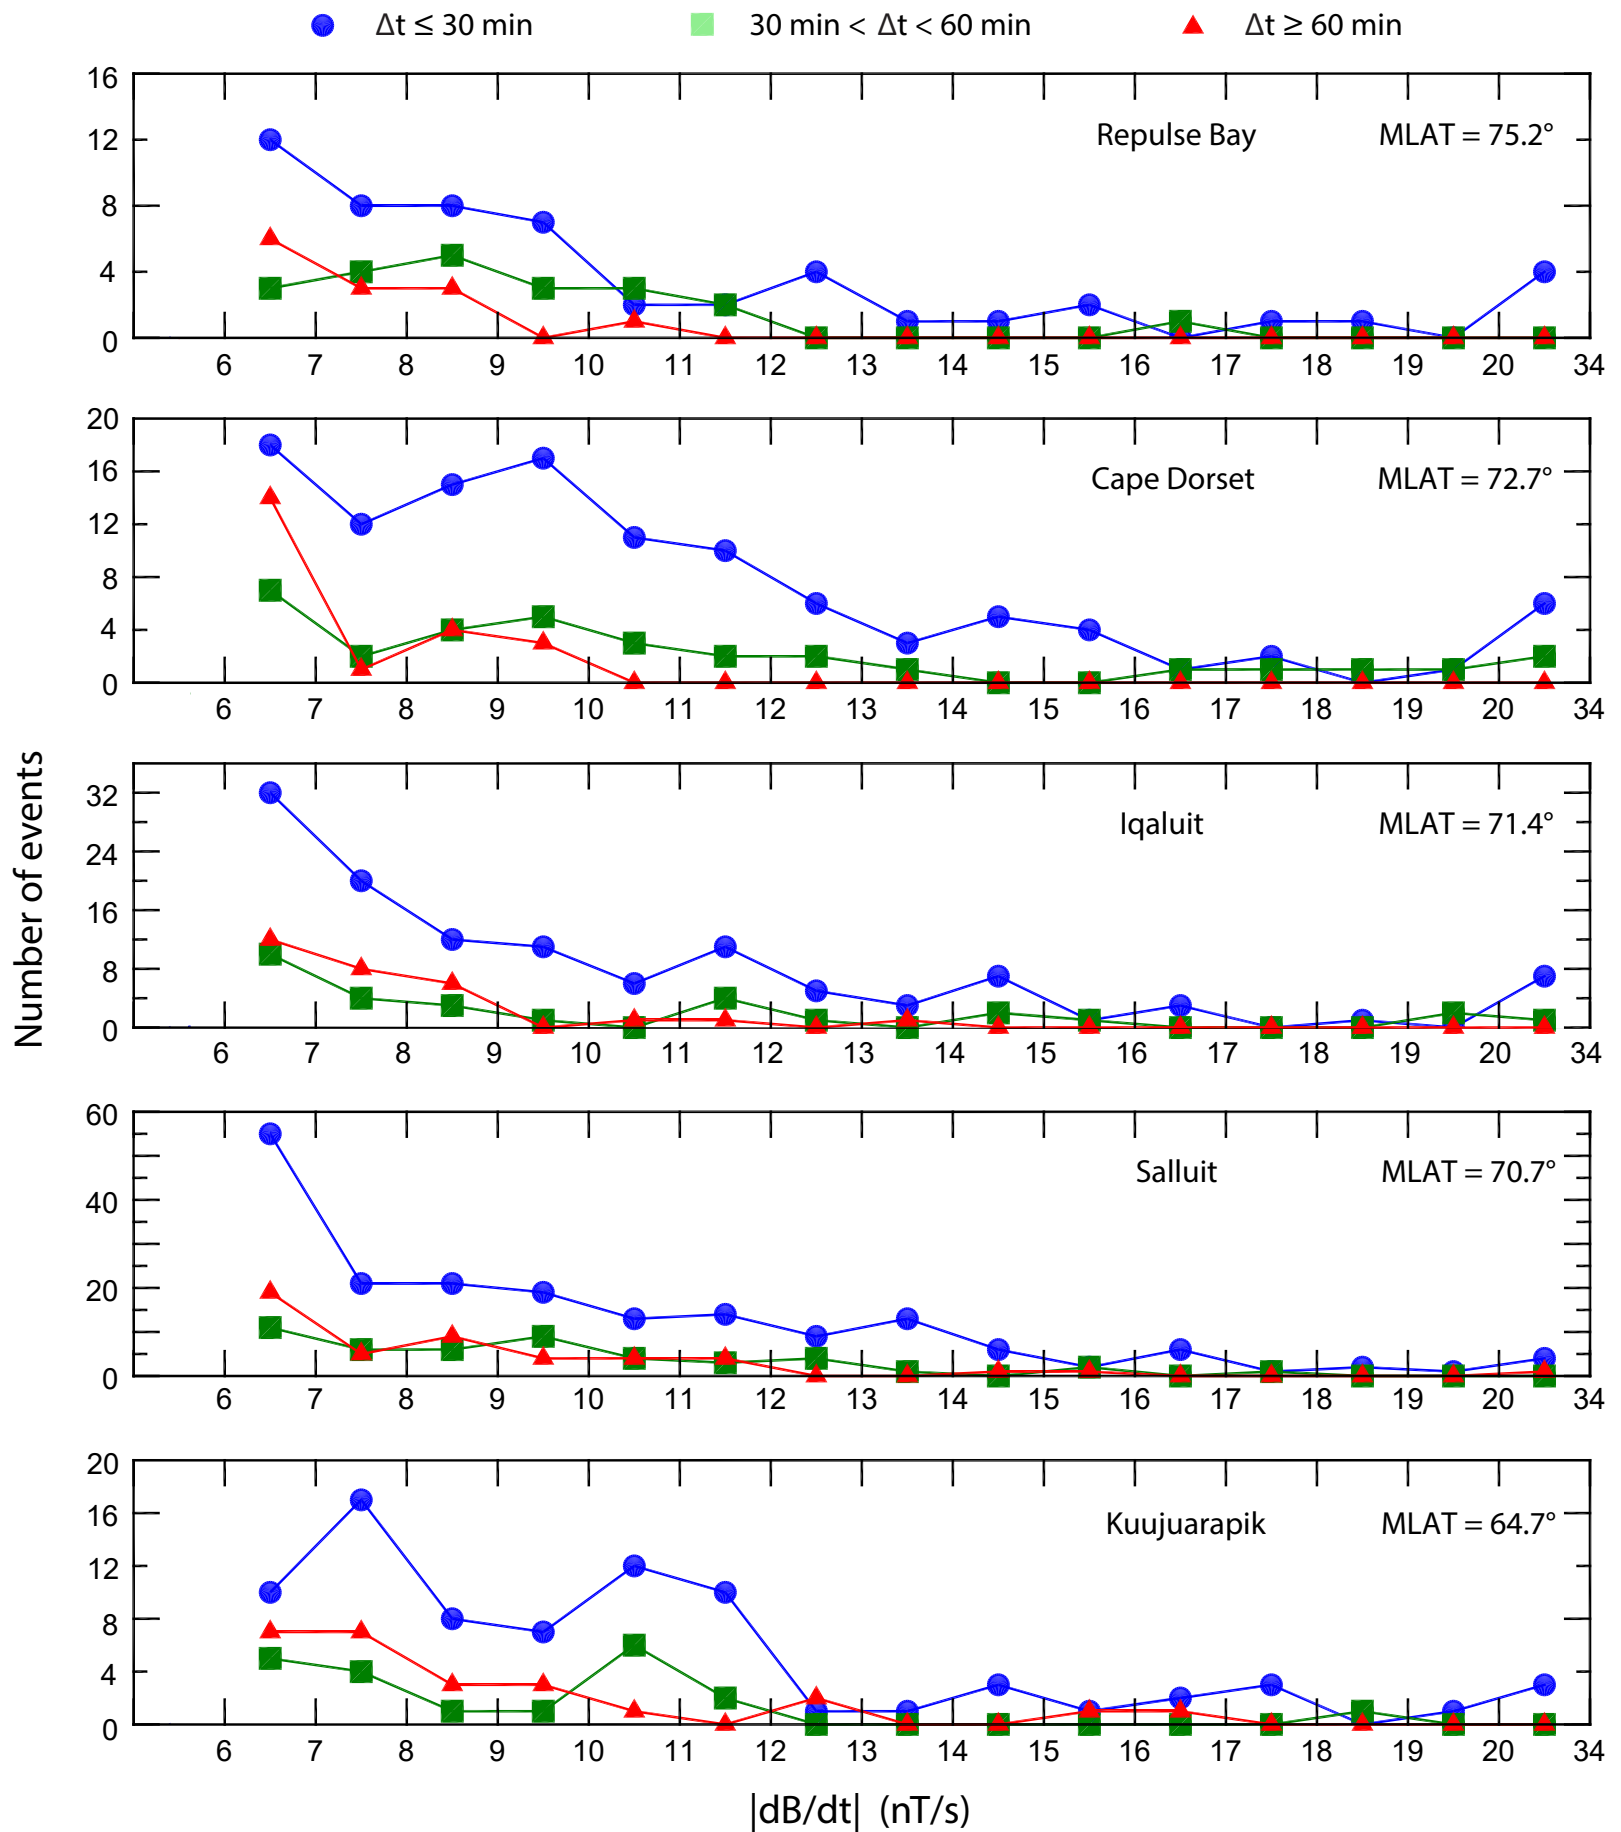 Δt ≤ 30 min 30 min < Δt < 60 min Δt ≥ 60 min
16
12
8
4
0
Repulse Bay MLAT = 75.2°
6 7 8 9 10 11 12 13 14 15 16 17 18 19 20 34
20
16
12
8
4
0
Cape Dorset MLAT = 72.7°
6 7 8 9 10 11 12 13 14 15 16 17 18 19 20 34
Number of events
32
24
16
8
0
Iqaluit MLAT = 71.4°
6 7 8 9 10 11 12 13 14 15 16 17 18 19 20 34
60
40
20
0
Salluit MLAT = 70.7°
6 7 8 9 10 11 12 13 14 15 16 17 18 19 20 34
20
16
12
8
4
0
Kuujuarapik MLAT = 64.7°
6 7 8 9 10 11 12 13 14 15 16 17 18 19 20 34
|dB/dt| (nT/s)